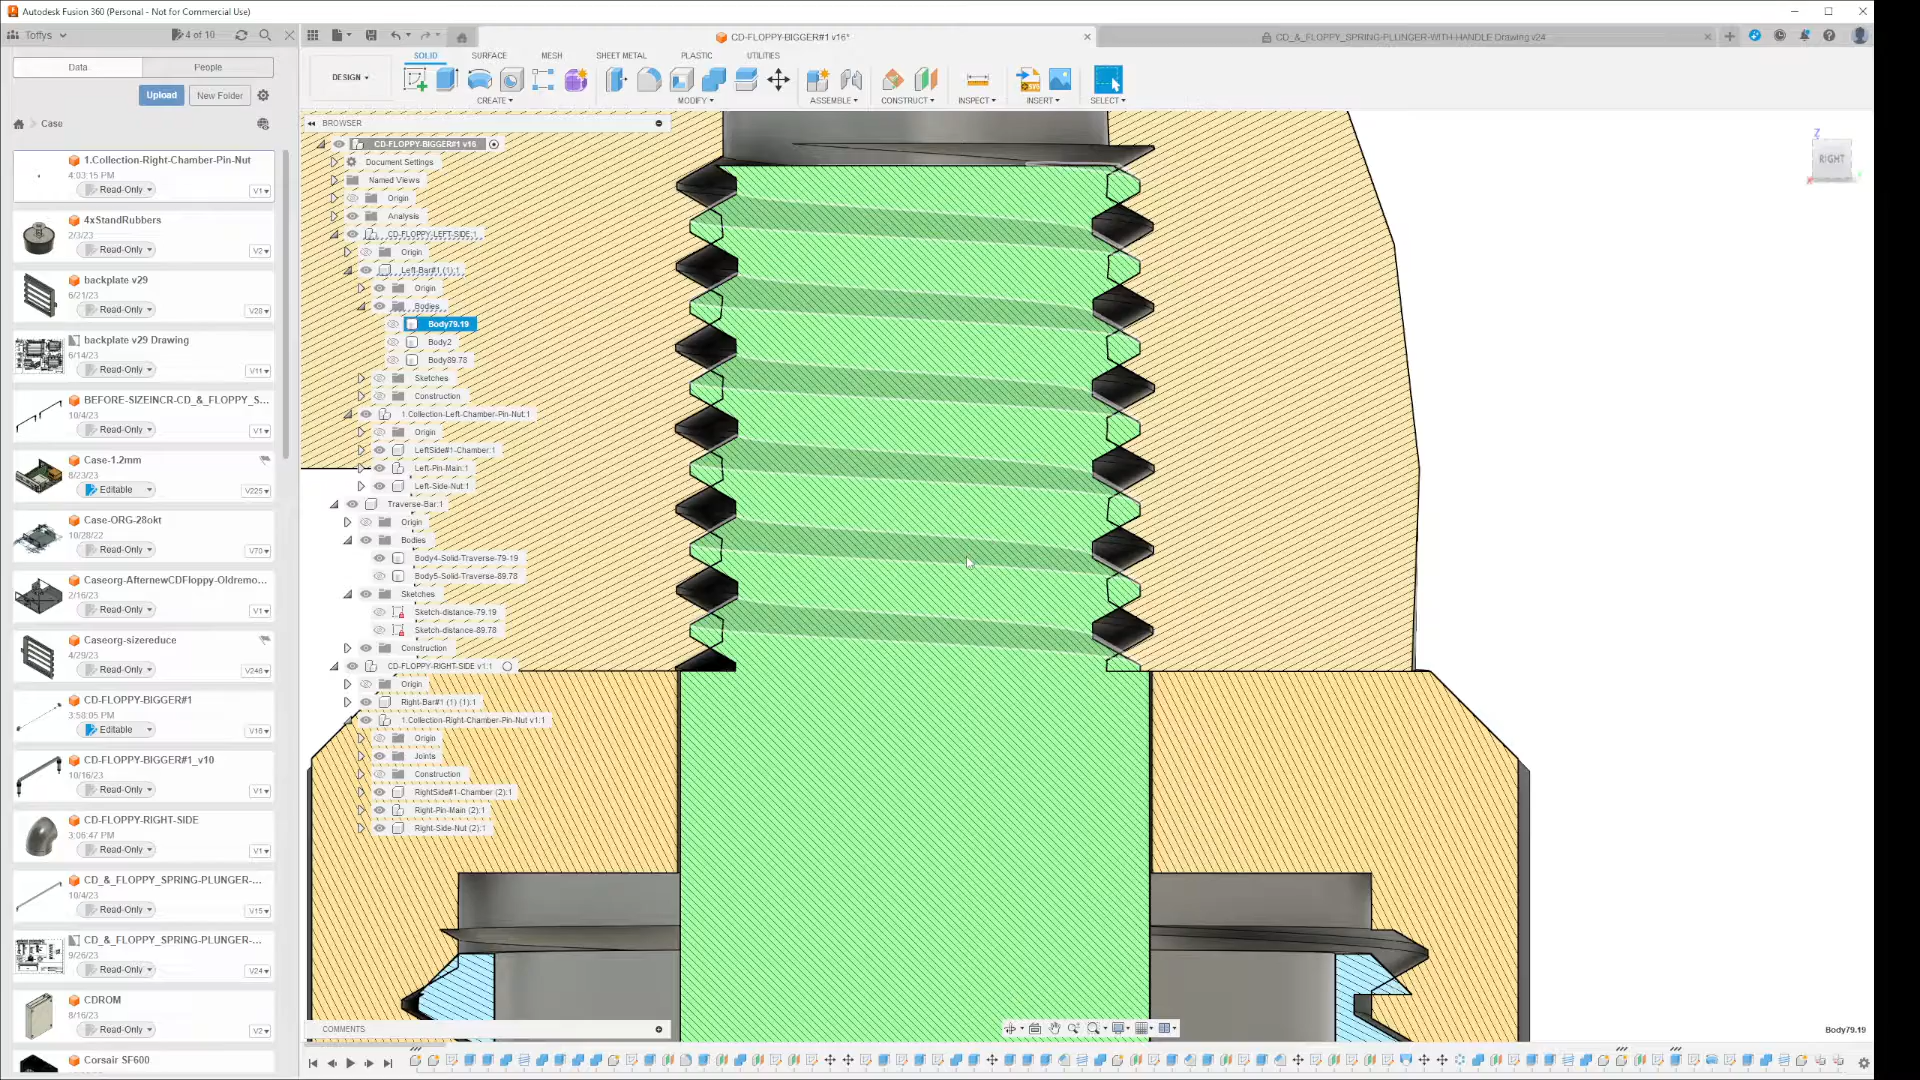 Autodesk Fusion 360 (Personal - Not for Commercial Use)
Toffys
4 of 10
CD-FLOPPY-BIGGER#1 v16*
CD_&_FLOPPY_SPRING-PLUNGER-WITH-HANDLE Drawing v24
Data
People
SOLID
SURFACE
MESH
SHEET METAL
PLASTIC
UTILITIES
DESIGN
Upload
New Folder
CREATE
MODIFY
ASSEMBLE
CONSTRUCT
INSPECT
INSERT
SELECT
Case
BROWSER
1.Collection-Right-Chamber-Pin-Nut
4:03:15 PM
Read-Only
V1
4xStandRubbers
2/3/23
Read-Only
V2
backplate v29
6/21/23
Read-Only
V28
backplate v29 Drawing
6/14/23
Read-Only
V11
BEFORE-SIZEINCR-CD_&_FLOPPY_S...
10/4/23
Read-Only
V1
Case-1.2mm
8/23/23
Editable
V225
Case-ORG-28okt
10/28/22
Read-Only
V70
Caseorg-AfternewCDFloppy-Oldremo...
2/16/23
Read-Only
V1
Caseorg-sizereduce
4/29/23
Read-Only
V246
CD-FLOPPY-BIGGER#1
3:58:05 PM
Editable
V16
CD-FLOPPY-BIGGER#1_v10
10/16/23
Read-Only
V1
CD-FLOPPY-RIGHT-SIDE
3:06:47 PM
Read-Only
V1
CD_&_FLOPPY_SPRING-PLUNGER-...
10/4/23
Read-Only
V15
CD_&_FLOPPY_SPRING-PLUNGER-...
9/26/23
Read-Only
V24
CDROM
8/16/23
Read-Only
V2
Corsair SF600
CD-FLOPPY-BIGGER#1 v16
Document Settings
Named Views
Origin
Analysis
CD-FLOPPY-LEFT-SIDE:1
Origin
Left-Bar#1 (1):1
Origin
Bodies
Body79.19
Body2
Body89.78
Sketches
Construction
1.Collection-Left-Chamber-Pin-Nut:1
Origin
LeftSide#1-Chamber:1
Left-Pin-Main:1
Left-Side-Nut:1
Traverse-Bar:1
Origin
Bodies
Body4-Solid-Traverse-79-19
Body5-Solid-Traverse-89.78
Sketches
Sketch-distance-79.19
Sketch-distance-89.78
Construction
CD-FLOPPY-RIGHT-SIDE v1:1
Origin
Right-Bar#1 (1) (1):1
1.Collection-Right-Chamber-Pin-Nut v1:1
Origin
Joints
Construction
RightSide#1-Chamber (2):1
Right-Pin-Main (2):1
Right-Side-Nut (2):1
COMMENTS
Z
RIGHT
Body79.19